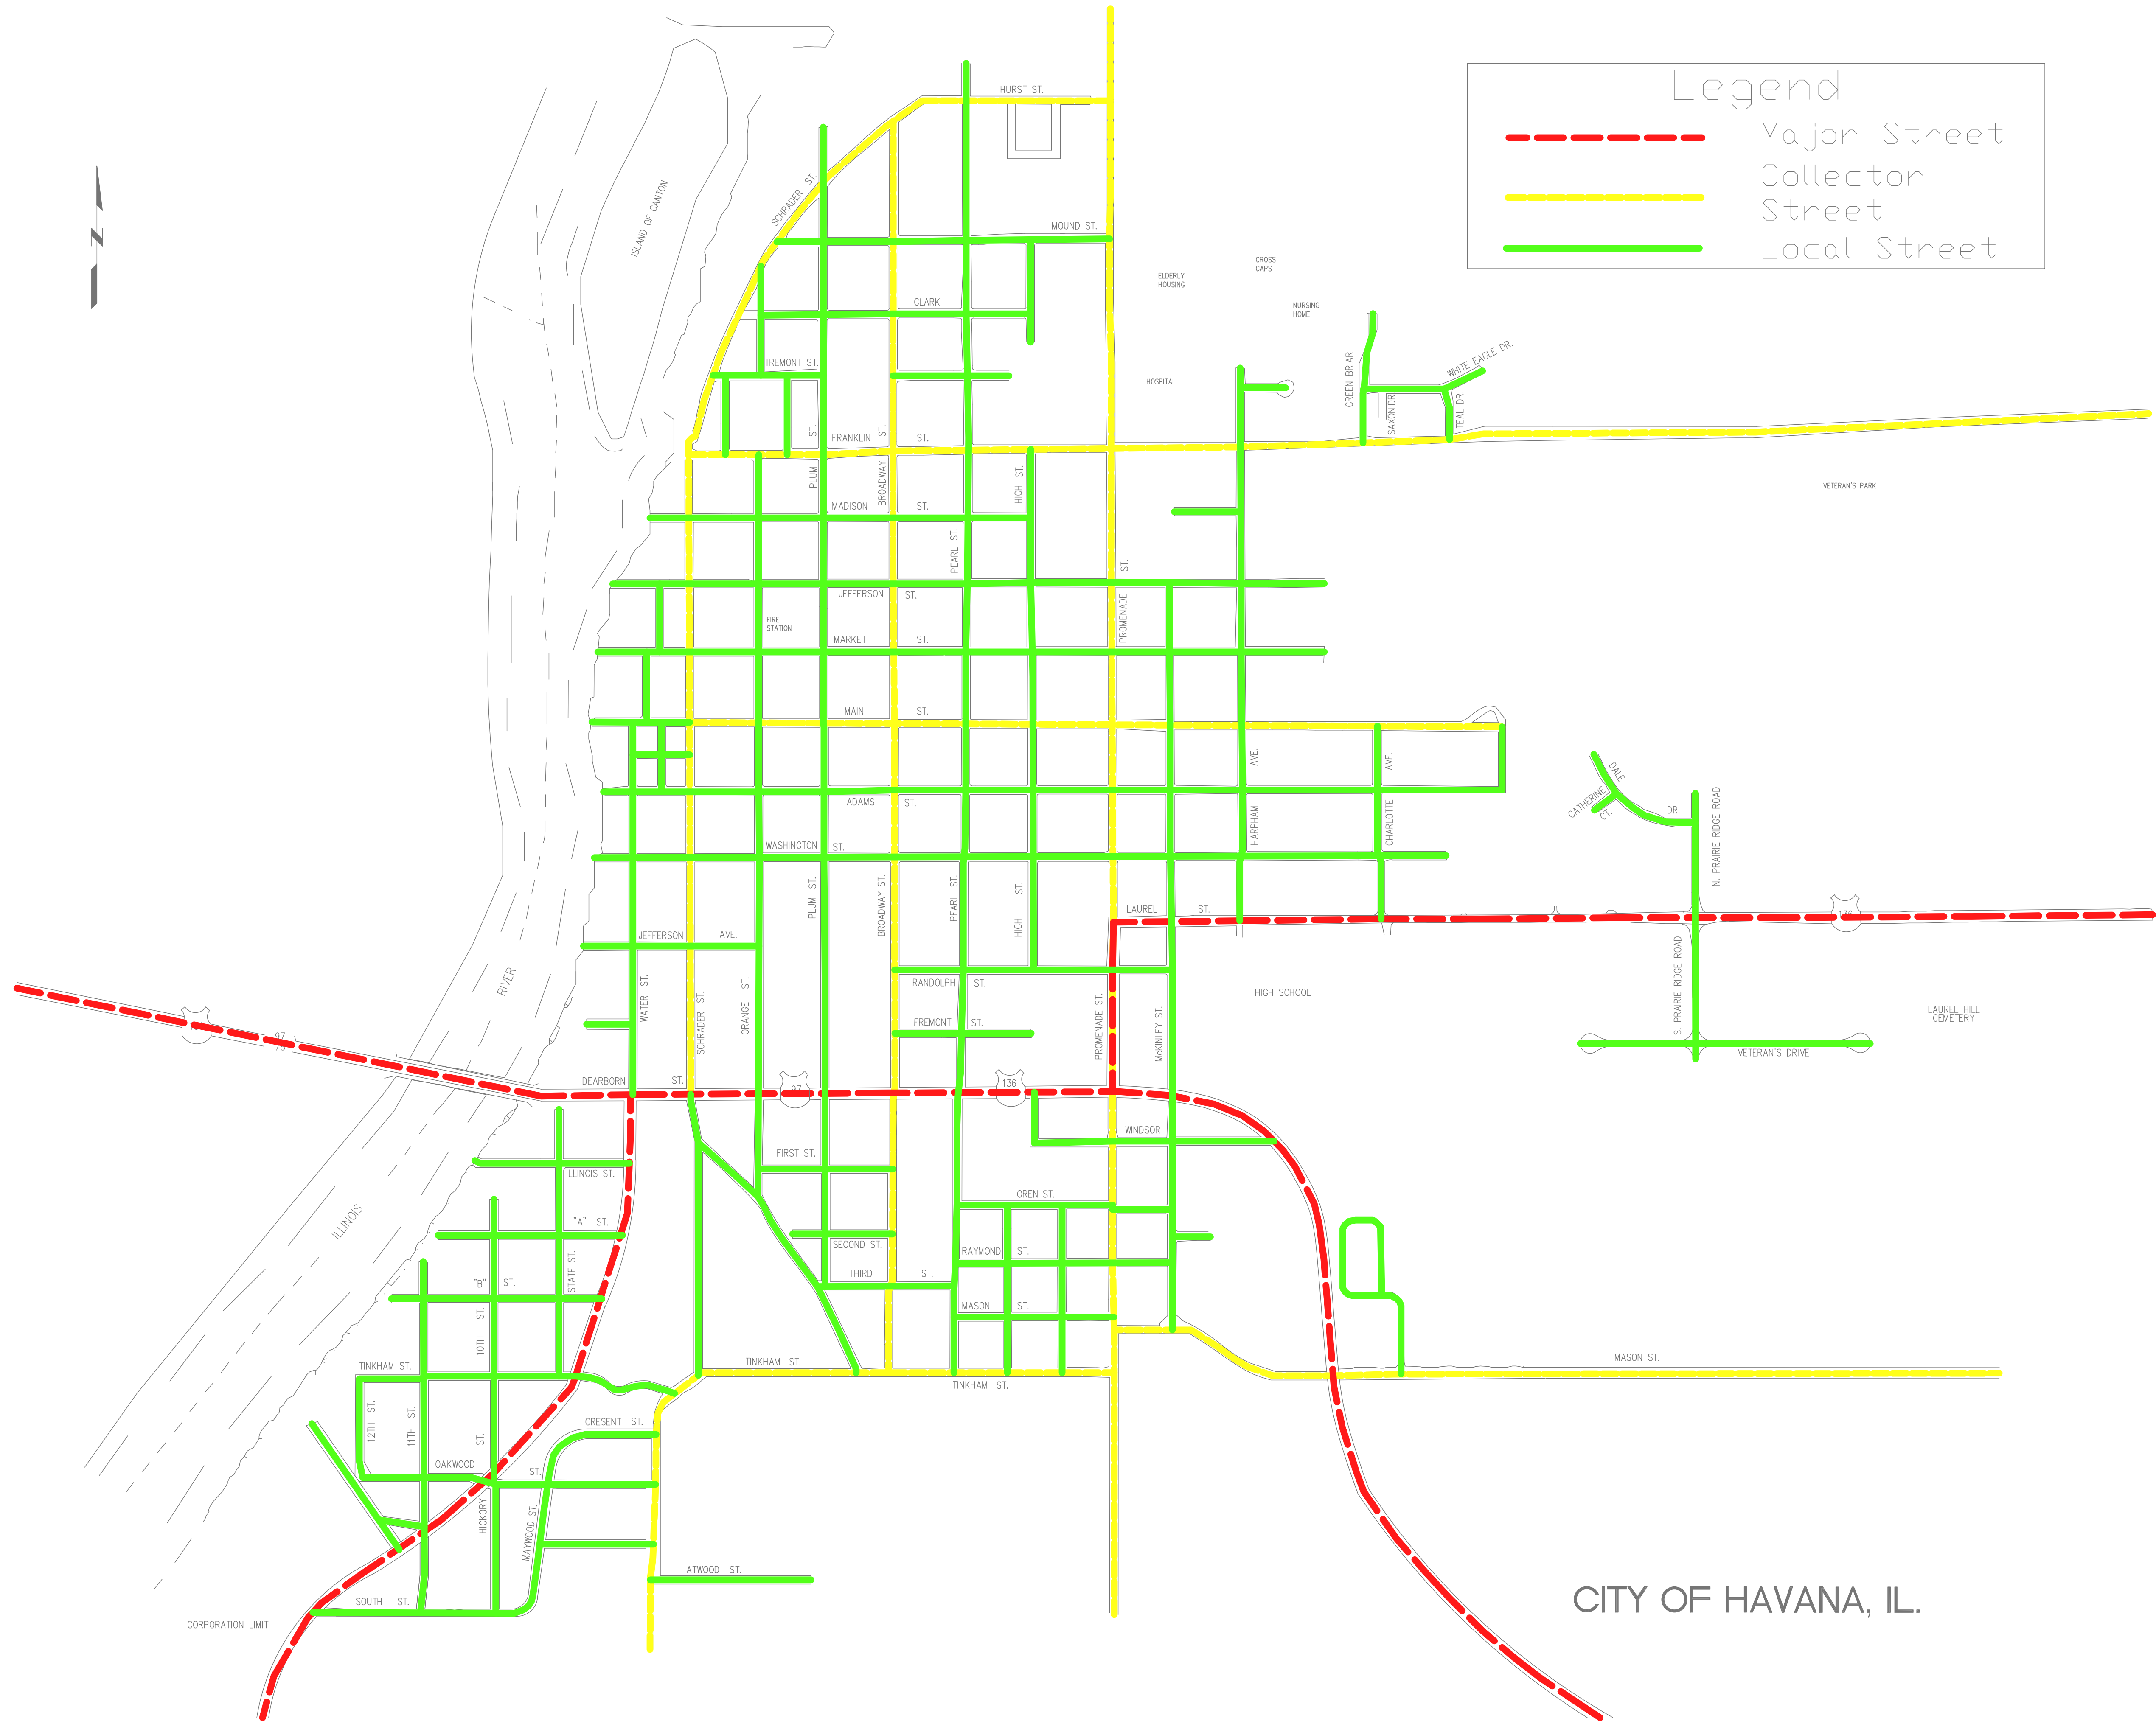 Legend
Major Street
Collector
Street
Local Street
N
HURST ST.
SCHRADER ST.
ISLAND OF CANTON
MOUND ST.
CROSS
CAPS
ELDERLY
HOUSING
NURSING
HOME
CLARK
TREMONT ST.
WHITE EAGLE DR.
GREEN BRIAR
HOSPITAL
SAXON DR.
TEAL DR.
FRANKLIN ST.
PLUM ST.
BROADWAY ST.
HIGH ST.
VETERAN'S PARK
MADISON ST.
PEARL ST.
JEFFERSON ST.
PROMENADE ST.
FIRE
STATION
MARKET ST.
MAIN ST.
HARPHAM AVE.
CHARLOTTE AVE.
DALE DR.
CATHERINE CT.
N. PRAIRIE RIDGE ROAD
ADAMS ST.
WASHINGTON ST.
PLUM ST.
BROADWAY ST.
PEARL ST.
HIGH ST.
LAUREL ST.
136
JEFFERSON AVE.
S. PRAIRIE RIDGE ROAD
RIVER
WATER ST.
SCHRADER ST.
ORANGE ST.
RANDOLPH ST.
HIGH SCHOOL
LAUREL HILL
CEMETERY
FREMONT ST.
PROMENADE ST.
McKINLEY ST.
97
78
VETERAN'S DRIVE
DEARBORN ST.
97
136
WINDSOR
FIRST ST.
ILLINOIS ST.
OREN ST.
ILLINOIS
"A" ST.
SECOND ST.
RAYMOND ST.
STATE ST.
THIRD ST.
"B" ST.
MASON ST.
10TH ST.
TINKHAM ST.
TINKHAM ST.
MASON ST.
TINKHAM ST.
12TH ST.
11TH ST.
CRESENT ST.
OAKWOOD ST.
HICKORY ST.
MAYWOOD ST.
ATWOOD ST.
SOUTH ST.
CORPORATION LIMIT
CITY OF HAVANA, IL.